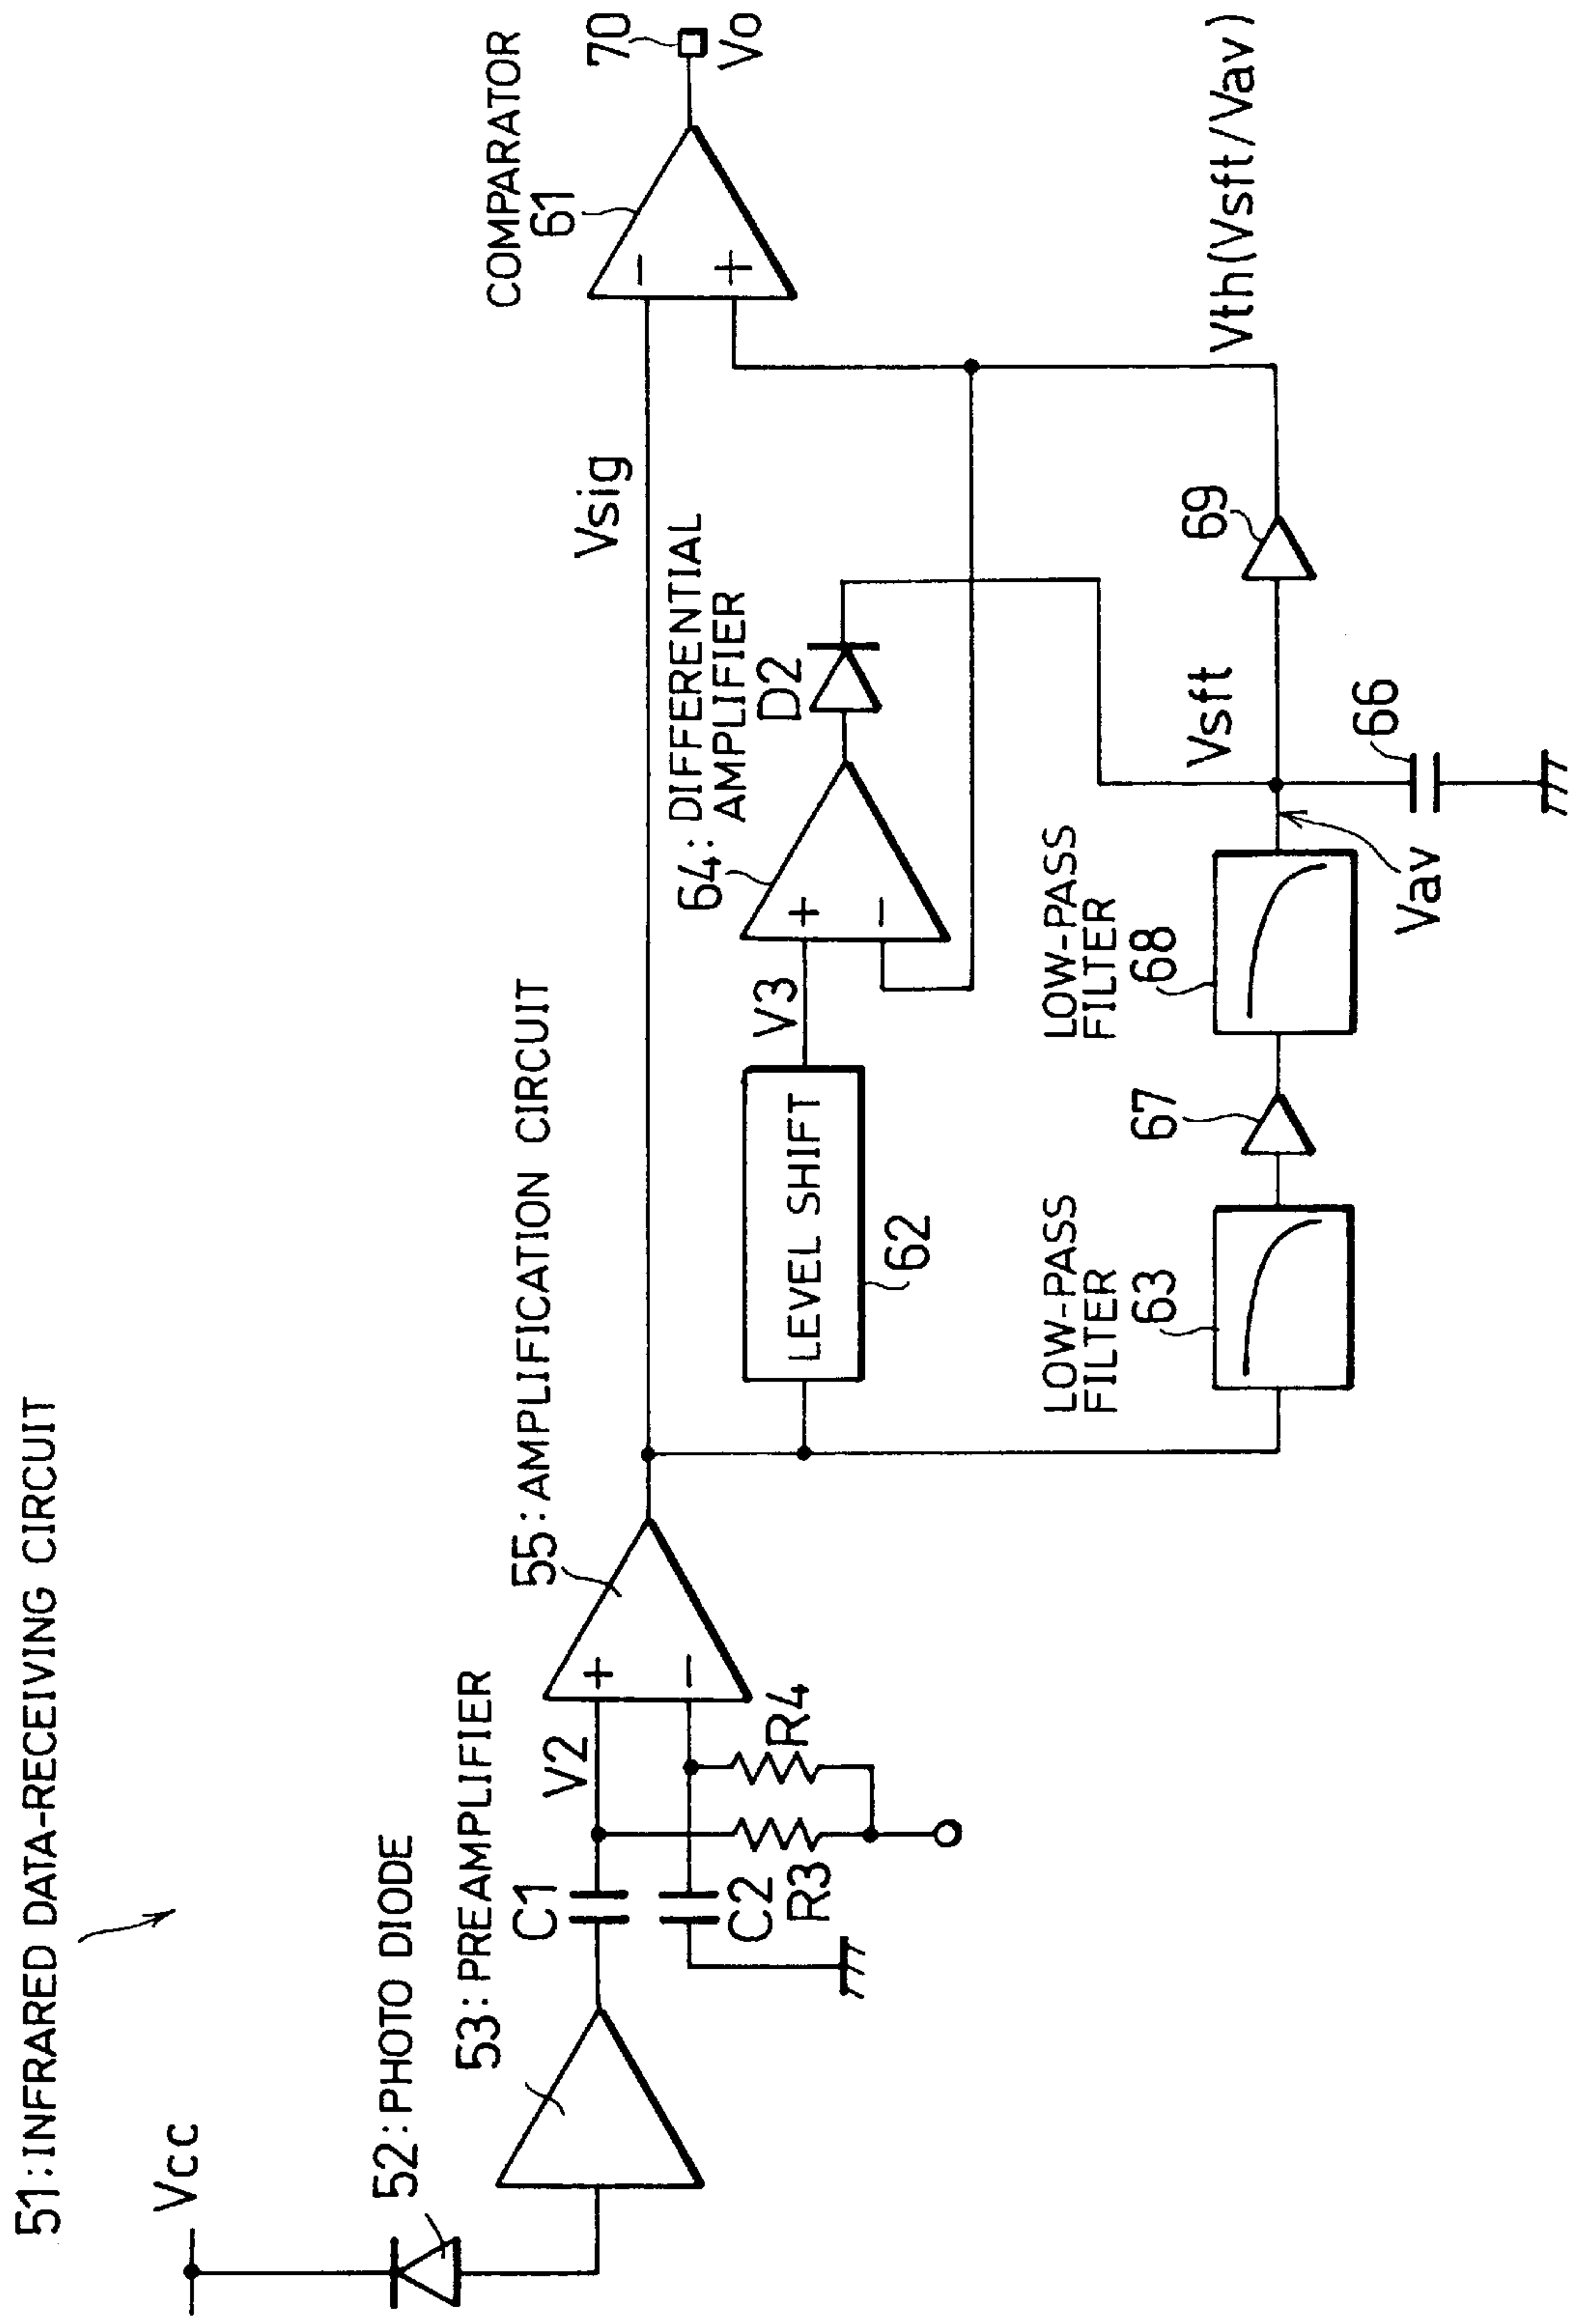 51:INFRARED DATA-RECEIVING CIRCUIT
Vcc
52:PHOTO DIODE
53:PREAMPLIFIER
C1
V2
C2
R3
R4
+
-
55:AMPLIFICATION CIRCUIT
LEVEL SHIFT
62
V3
+
-
64:DIFFERENTIAL
AMPLIFIER
D2
Vsig
COMPARATOR
61
-
+
70
Vo
LOW-PASS
FILTER
63
67
LOW-PASS
FILTER
68
Vav
Vsft
66
69
Vth(Vsft/Vav)